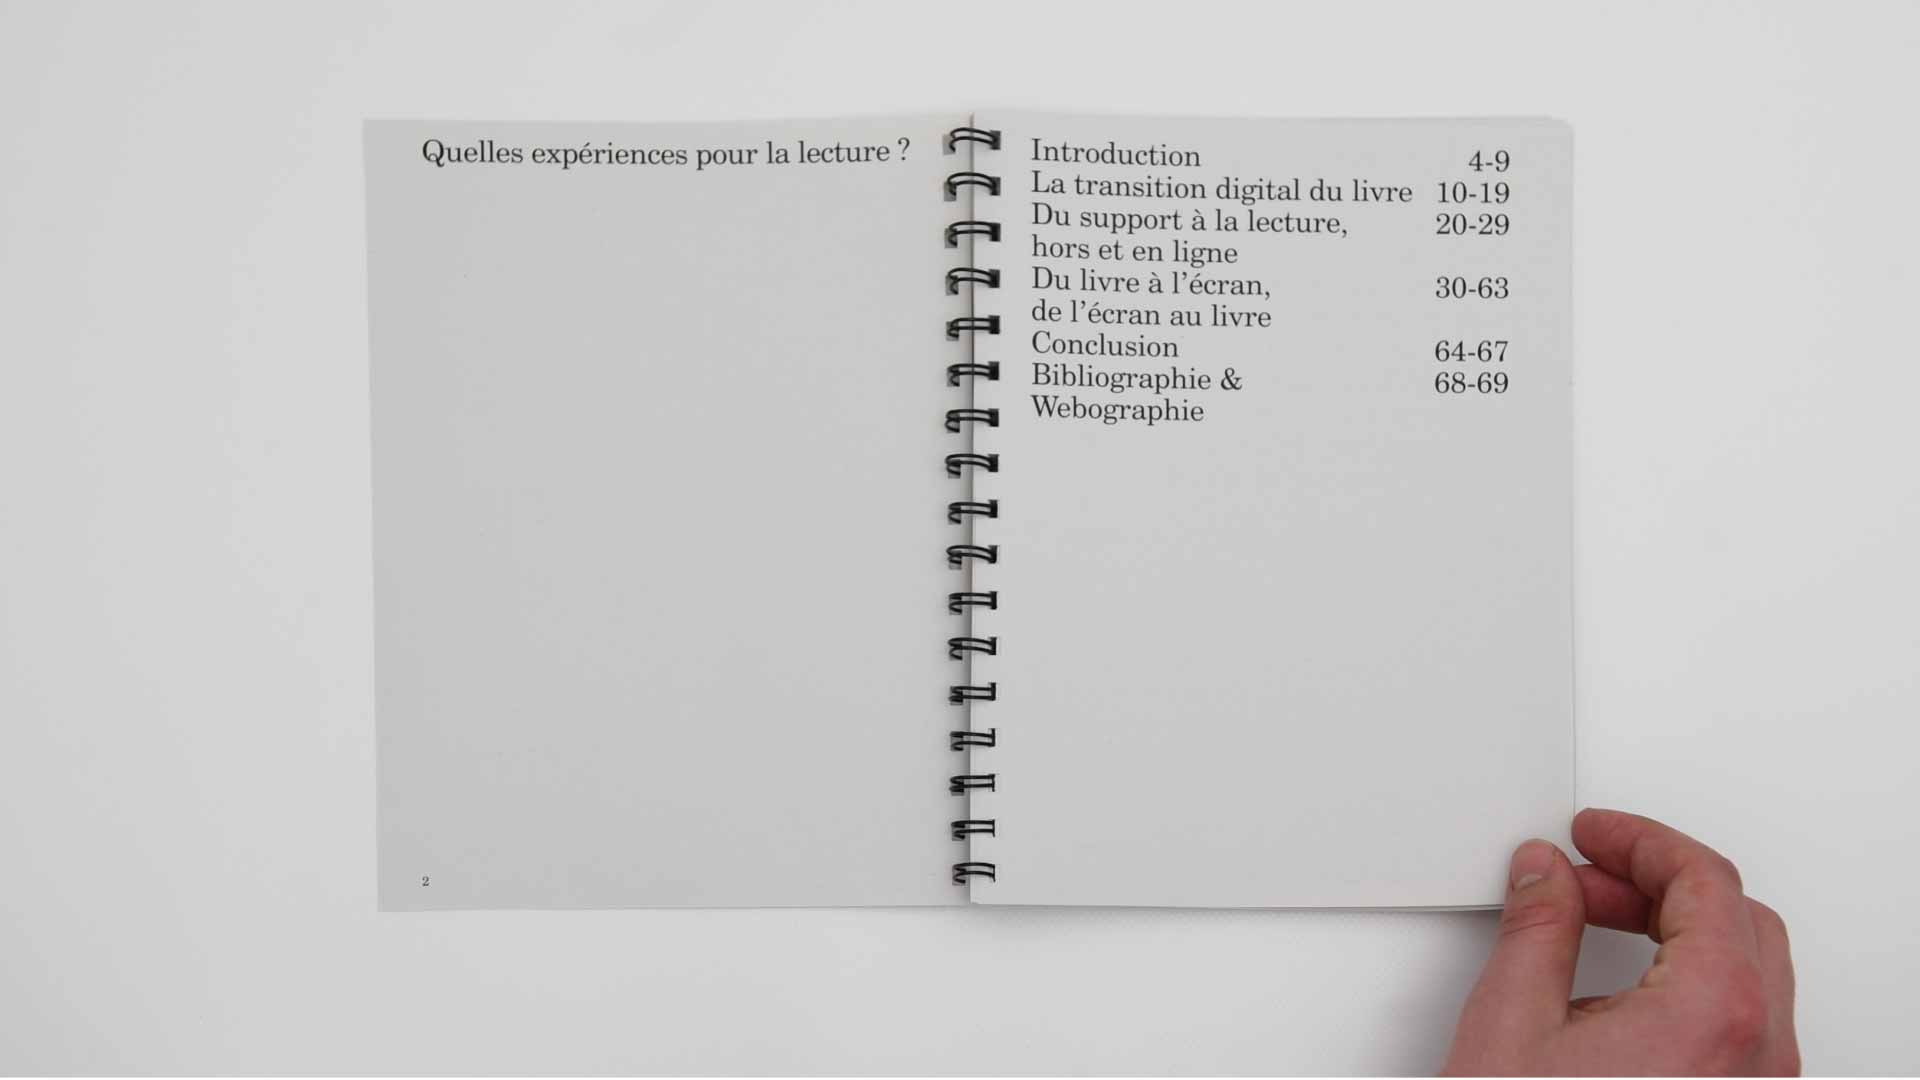 Quelles expériences pour la lecture ?
2
Introduction 4-9
La transition digital du livre 10-19
Du support à la lecture, 20-29
hors et en ligne
Du livre à l’écran, 30-63
de l’écran au livre
Conclusion 64-67
Bibliographie & 68-69
Webographie